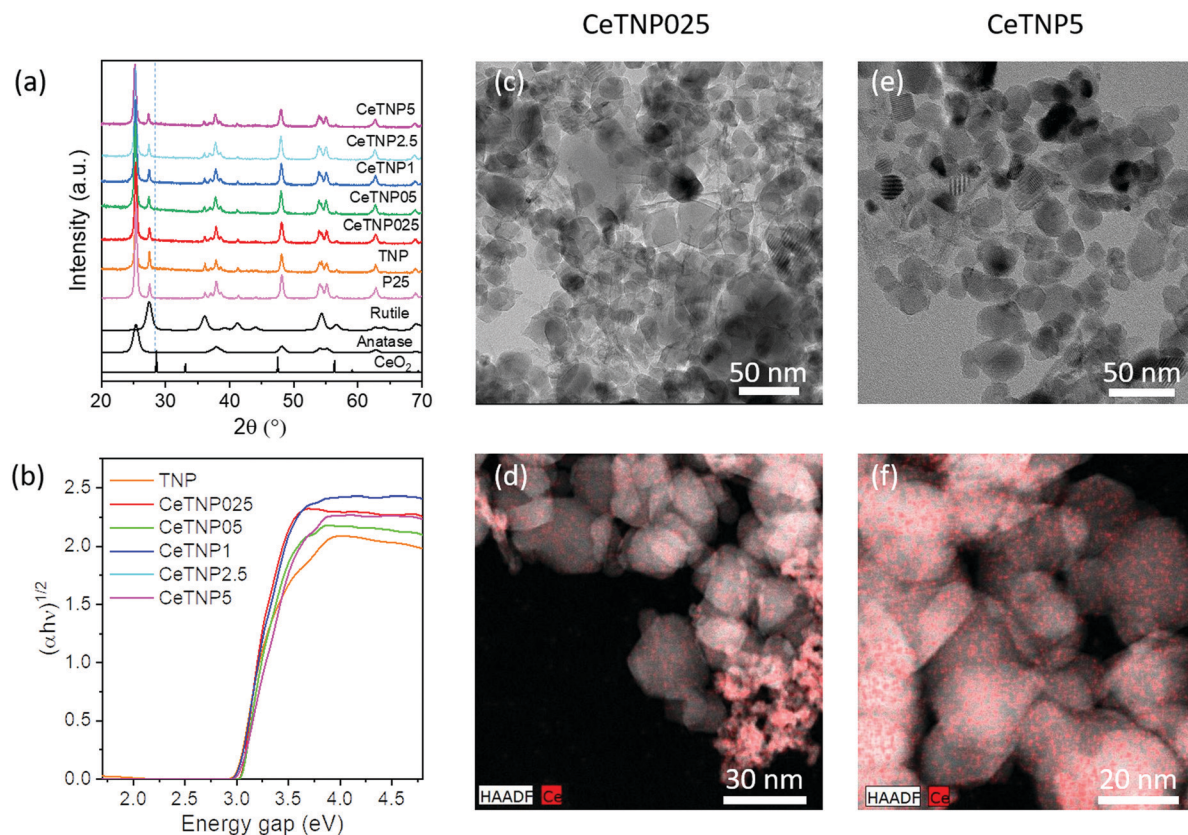 CeTNP025
CeTNP5
(a)
Intensity (a.u.)
CeTNP5
CeTNP2.5
CeTNP1
CeTNP05
CeTNP025
TNP
P25
Rutile
Anatase
CeO₂
20 30 40 50 60 70
2θ (°)
(c)
50 nm
(e)
50 nm
(b)
(αhν)^1/2
2.5
2.0
1.5
1.0
0.5
0.0
TNP
CeTNP025
CeTNP05
CeTNP1
CeTNP2.5
CeTNP5
2.0 2.5 3.0 3.5 4.0 4.5
Energy gap (eV)
(d)
HAADF Ce
30 nm
(f)
HAADF Ce
20 nm